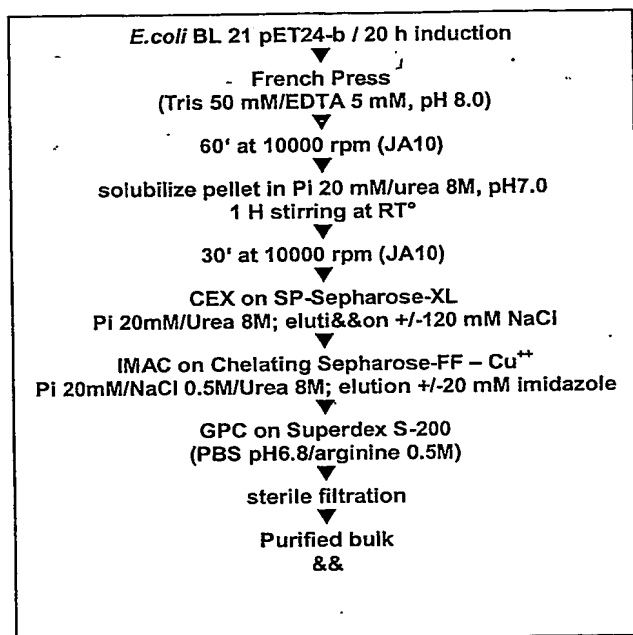 E.coli BL 21 pET24-b / 20 h induction
French Press
(Tris 50 mM/EDTA 5 mM, pH 8.0)
60' at 10000 rpm (JA10)
solubilize pellet in Pi 20 mM/urea 8M, pH7.0
1 H stirring at RT°
30' at 10000 rpm (JA10)
CEX on SP-Sepharose-XL
Pi 20mM/Urea 8M; eluti&&on +/-120 mM NaCl
IMAC on Chelating Sepharose-FF – Cu++
Pi 20mM/NaCl 0.5M/Urea 8M; elution +/-20 mM imidazole
GPC on Superdex S-200
(PBS pH6.8/arginine 0.5M)
sterile filtration
Purified bulk
&&